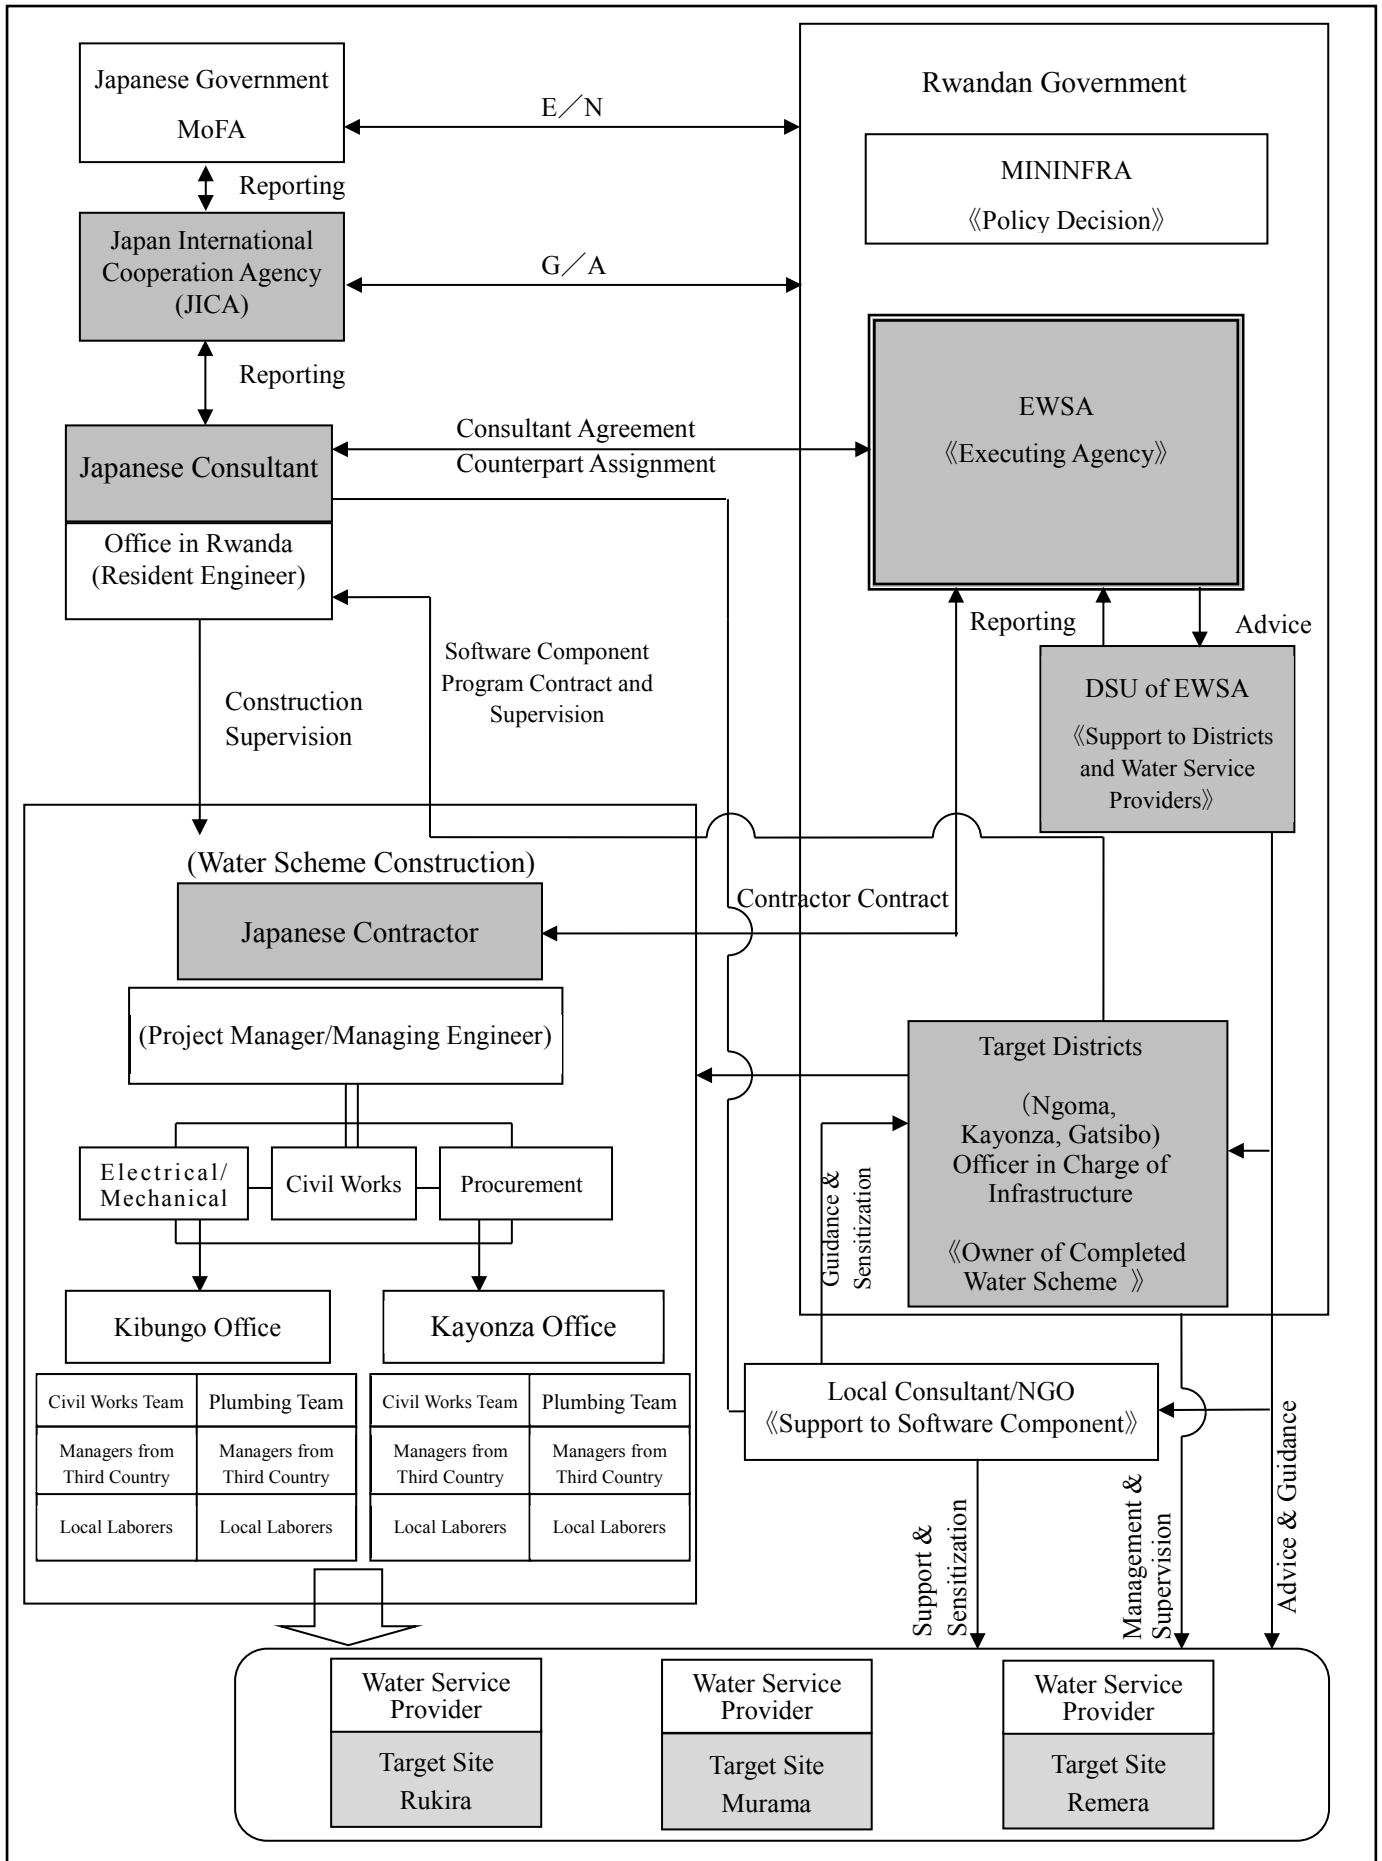 Japanese Government
MoFA
E／N
Rwandan Government
MININFRA
《Policy Decision》
Reporting
Japan International
Cooperation Agency
(JICA)
G／A
Reporting
EWSA
《Executing Agency》
Consultant Agreement
Counterpart Assignment
Japanese Consultant
Office in Rwanda
(Resident Engineer)
Reporting
Advice
Software Component
Program Contract and
Supervision
Construction
Supervision
DSU of EWSA
《Support to Districts
and Water Service
Providers》
(Water Scheme Construction)
Japanese Contractor
Contractor Contract
(Project Manager/Managing Engineer)
Target Districts
（Ngoma,
Kayonza, Gatsibo)
Officer in Charge of
Infrastructure
《Owner of Completed
Water Scheme 》
Electrical/
Mechanical
Civil Works
Procurement
Guidance &
Sensitization
Kibungo Office
Kayonza Office
Civil Works Team
Plumbing Team
Civil Works Team
Plumbing Team
Managers from
Third Country
Managers from
Third Country
Managers from
Third Country
Managers from
Third Country
Local Laborers
Local Laborers
Local Laborers
Local Laborers
Local Consultant/NGO
《Support to Software Component》
Support &
Sensitization
Management &
Supervision
Advice & Guidance
Water Service
Provider
Target Site
Rukira
Water Service
Provider
Target Site
Murama
Water Service
Provider
Target Site
Remera